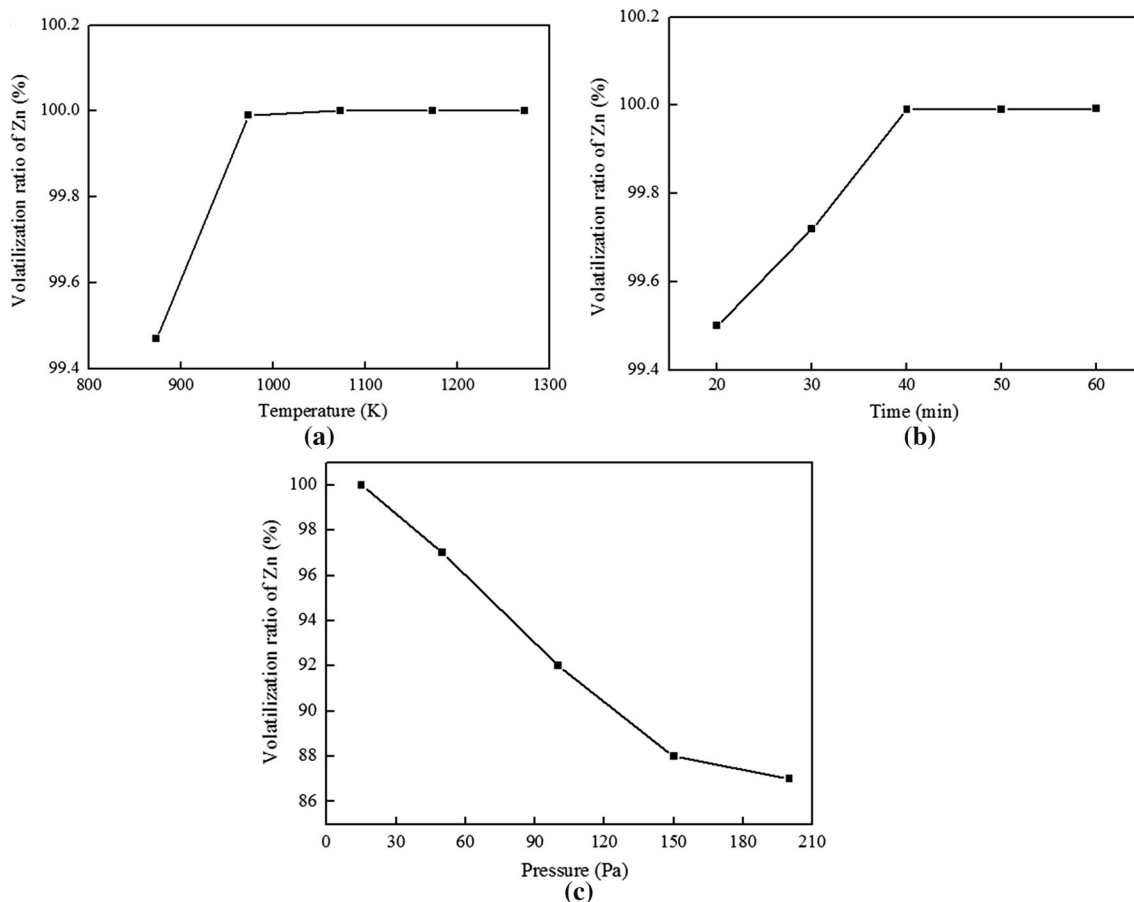 100.2
100.0
99.8
99.6
99.4
Volatilization ratio of Zn (%)
800 900 1000 1100 1200 1300
Temperature (K)
(a)
100.2
100.0
99.8
99.6
99.4
Volatilization ratio of Zn (%)
20 30 40 50 60
Time (min)
(b)
100
98
96
94
92
90
88
86
Volatilization ratio of Zn (%)
0 30 60 90 120 150 180 210
Pressure (Pa)
(c)